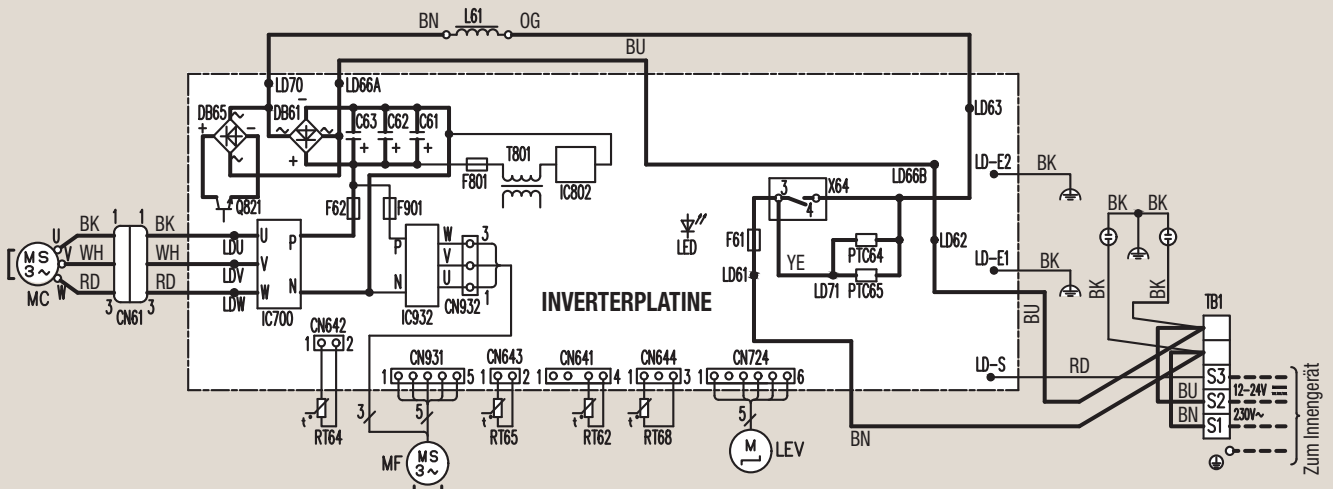 BN L61 OG
BU
LD70 LD66A
DB65 DB61
C63 C62 C61
T801
F801
IC802
Q821
F62 F901
LD63
LD-E2 BK
LD66B
3 X64
4
LED
F61
YE
PTC64
LD61
LD71 PTC65
LD62
LD-E1 BK
BK BK
BK BK
MS
3~
MC
U V W
BK 1 1 BK
WH WH
RD RD
3 CN61 3
LDU
LDV
LDW
U P
V
W N
IC700
P W 3
V
N U 1
IC932 CN932
INVERTERPLATINE
BU
TB1
CN642
1 2
CN931
1 5
CN643
1 2
CN641
1 4
CN644
1 3
CN724
1 6
LD-S RD
S3
BU S2 12-24V
BN S1 230V~
Zum Innengerät
t° RT64
3 5
t° RT65
t° RT62
t° RT68
5
BN
MF MS
3~
M LEV